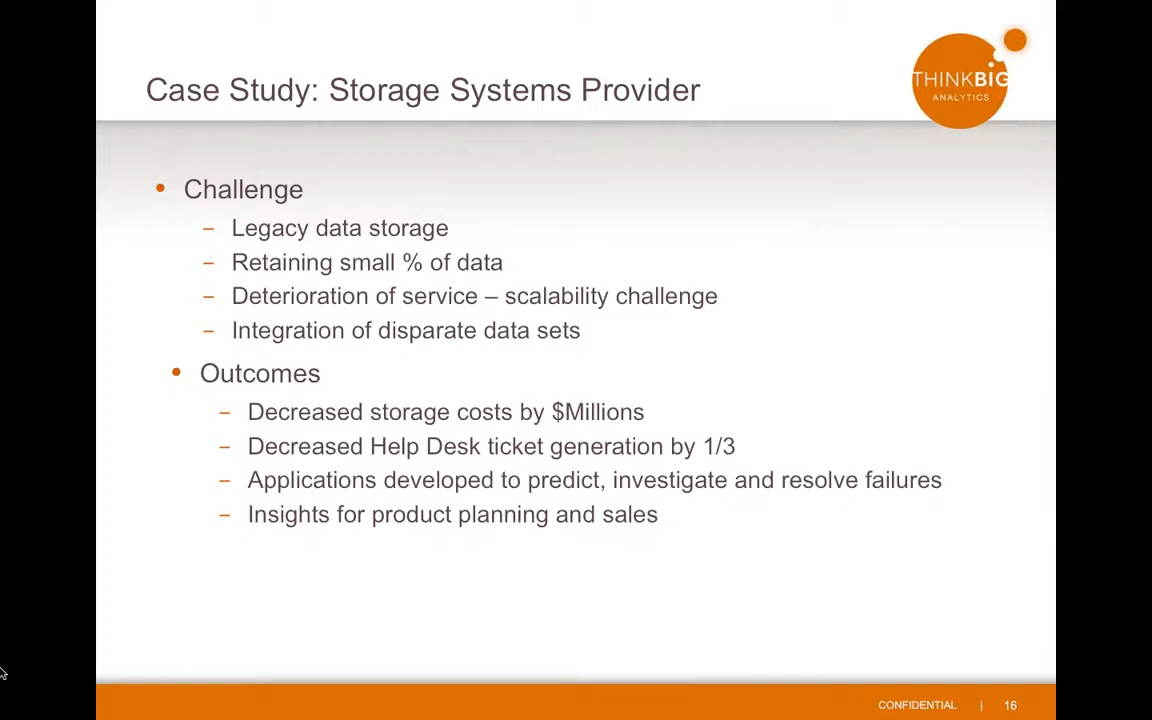 Case Study: Storage Systems Provider
THINKBIG
ANALYTICS
• Challenge
– Legacy data storage
– Retaining small % of data
– Deterioration of service – scalability challenge
– Integration of disparate data sets
• Outcomes
– Decreased storage costs by $Millions
– Decreased Help Desk ticket generation by 1/3
– Applications developed to predict, investigate and resolve failures
– Insights for product planning and sales
CONFIDENTIAL | 16